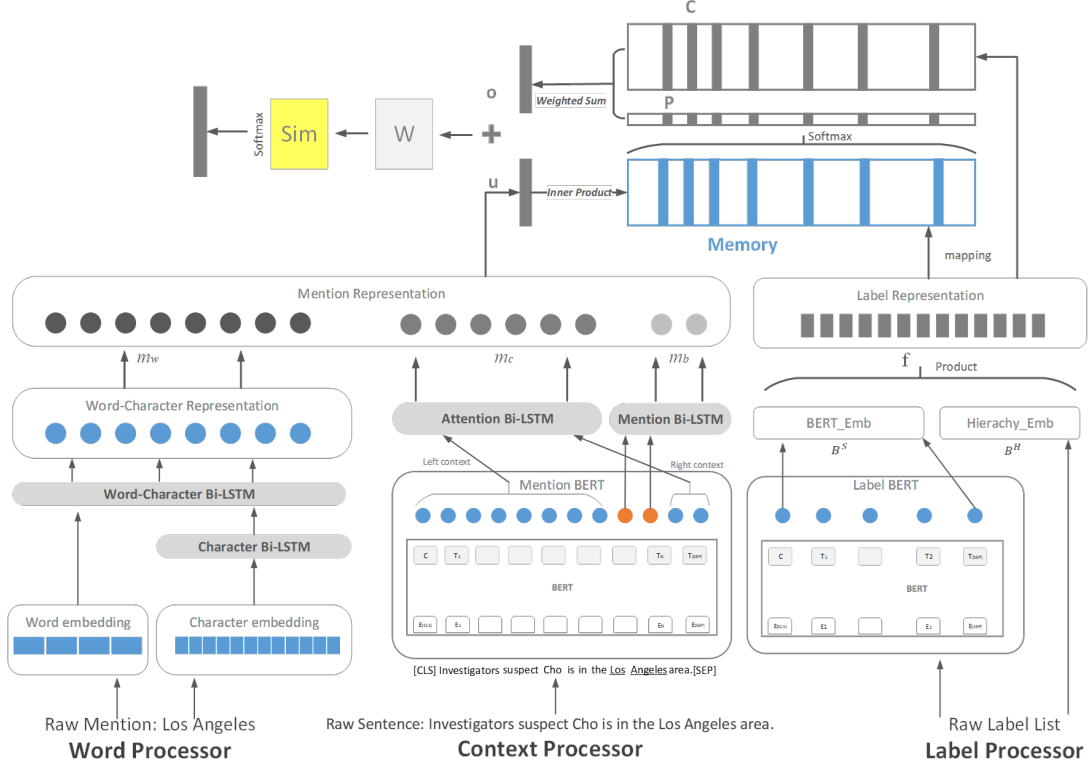 C
o
Weighted Sum
P
Softmax
Sim
W
+
Softmax
u
Inner Product
Memory
mapping
Mention Representation
Label Representation
mw
mc
mb
f
Product
Word-Character Representation
Attention Bi-LSTM
Mention Bi-LSTM
BERT_Emb
Hierachy_Emb
BS
BH
Left context
Right context
Word-Character Bi-LSTM
Mention BERT
Label BERT
Character Bi-LSTM
C T1 TN T[SEP]
C T1 T2 T[SEP]
BERT
BERT
Word embedding
Character embedding
E[CLS] E1 EN E[SEP]
E[CLS] E1 E2 E[SEP]
[CLS] Investigators suspect Cho is in the Los Angeles area.[SEP]
Raw Mention: Los Angeles
Raw Sentence: Investigators suspect Cho is in the Los Angeles area.
Raw Label List
Word Processor
Context Processor
Label Processor